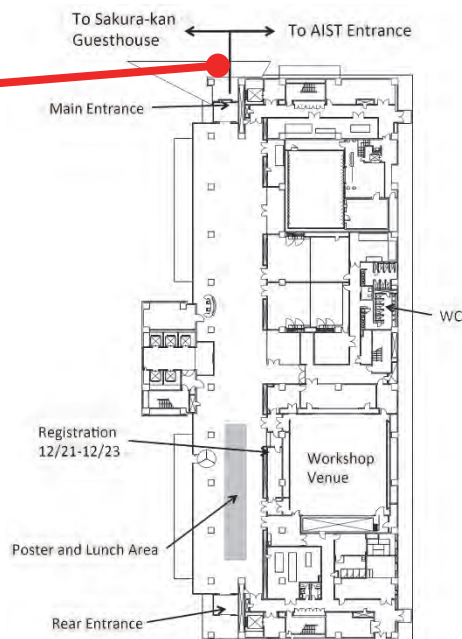 To Sakura-kan
Guesthouse
To AIST Entrance
Main Entrance
WC
Registration
12/21-12/23
Workshop
Venue
Poster and Lunch Area
Rear Entrance